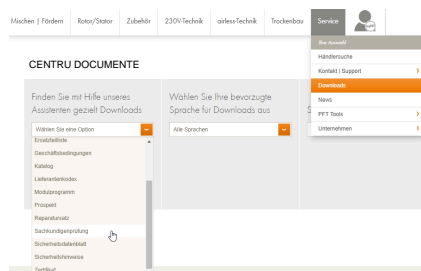 Mischen | Fördern Rotor/Stator Zubehör 230V-Technik airless-Technik Trockenbau Service
Ihre Auswahl
Händlersuche
Kontakt | Support
Downloads
News
PFT Tools
Unternehmen
CENTRU DOCUMENTE
Finden Sie mit Hilfe unseres
Assistenten gezielt Downloads
Wählen Sie eine Option
Ersatzteilliste
Geschäftsbedingungen
Katalog
Lieferantenkodex
Modulprogramm
Prospekt
Reparatursatz
Sachkundigenprüfung
Sicherheitsdatenblatt
Sicherheitshinweise
Zertifikat
Wählen Sie Ihre bevorzugte
Sprache für Downloads aus
Alle Sprachen